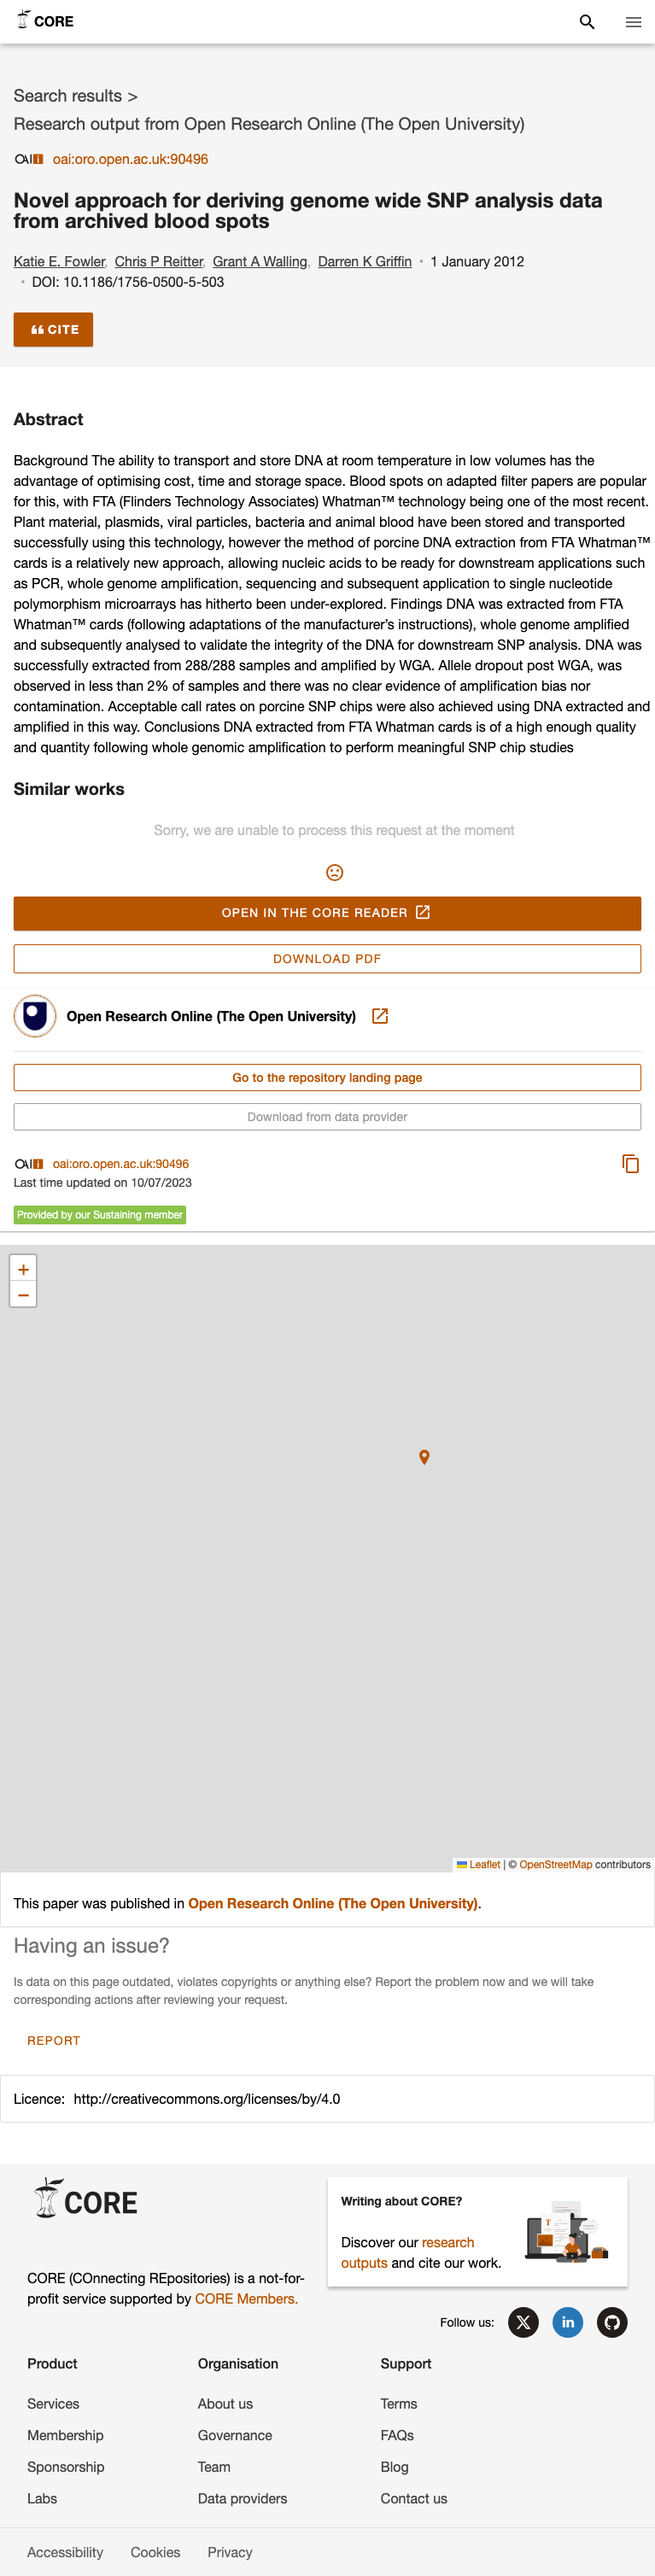 CORE
Search results >
Research output from Open Research Online (The Open University)
OAI oai:oro.open.ac.uk:90496
Novel approach for deriving genome wide SNP analysis data
from archived blood spots
Katie E. Fowler, Chris P Reitter, Grant A Walling, Darren K Griffin • 1 January 2012
• DOI: 10.1186/1756-0500-5-503
CITE
Abstract
Background The ability to transport and store DNA at room temperature in low volumes has the
advantage of optimising cost, time and storage space. Blood spots on adapted filter papers are popular
for this, with FTA (Flinders Technology Associates) Whatman™ technology being one of the most recent.
Plant material, plasmids, viral particles, bacteria and animal blood have been stored and transported
successfully using this technology, however the method of porcine DNA extraction from FTA Whatman™
cards is a relatively new approach, allowing nucleic acids to be ready for downstream applications such
as PCR, whole genome amplification, sequencing and subsequent application to single nucleotide
polymorphism microarrays has hitherto been under-explored. Findings DNA was extracted from FTA
Whatman™ cards (following adaptations of the manufacturer’s instructions), whole genome amplified
and subsequently analysed to validate the integrity of the DNA for downstream SNP analysis. DNA was
successfully extracted from 288/288 samples and amplified by WGA. Allele dropout post WGA, was
observed in less than 2% of samples and there was no clear evidence of amplification bias nor
contamination. Acceptable call rates on porcine SNP chips were also achieved using DNA extracted and
amplified in this way. Conclusions DNA extracted from FTA Whatman cards is of a high enough quality
and quantity following whole genomic amplification to perform meaningful SNP chip studies
Similar works
Sorry, we are unable to process this request at the moment
OPEN IN THE CORE READER
DOWNLOAD PDF
Open Research Online (The Open University)
Go to the repository landing page
Download from data provider
OAI oai:oro.open.ac.uk:90496
Last time updated on 10/07/2023
Provided by our Sustaining member
+
−
Leaflet | © OpenStreetMap contributors
This paper was published in Open Research Online (The Open University).
Having an issue?
Is data on this page outdated, violates copyrights or anything else? Report the problem now and we will take
corresponding actions after reviewing your request.
REPORT
Licence: http://creativecommons.org/licenses/by/4.0
CORE
CORE (COnnecting REpositories) is a not-for-
profit service supported by CORE Members.
Writing about CORE?
Discover our research
outputs and cite our work.
Follow us:
Product
Services
Membership
Sponsorship
Labs
Organisation
About us
Governance
Team
Data providers
Support
Terms
FAQs
Blog
Contact us
Accessibility Cookies Privacy